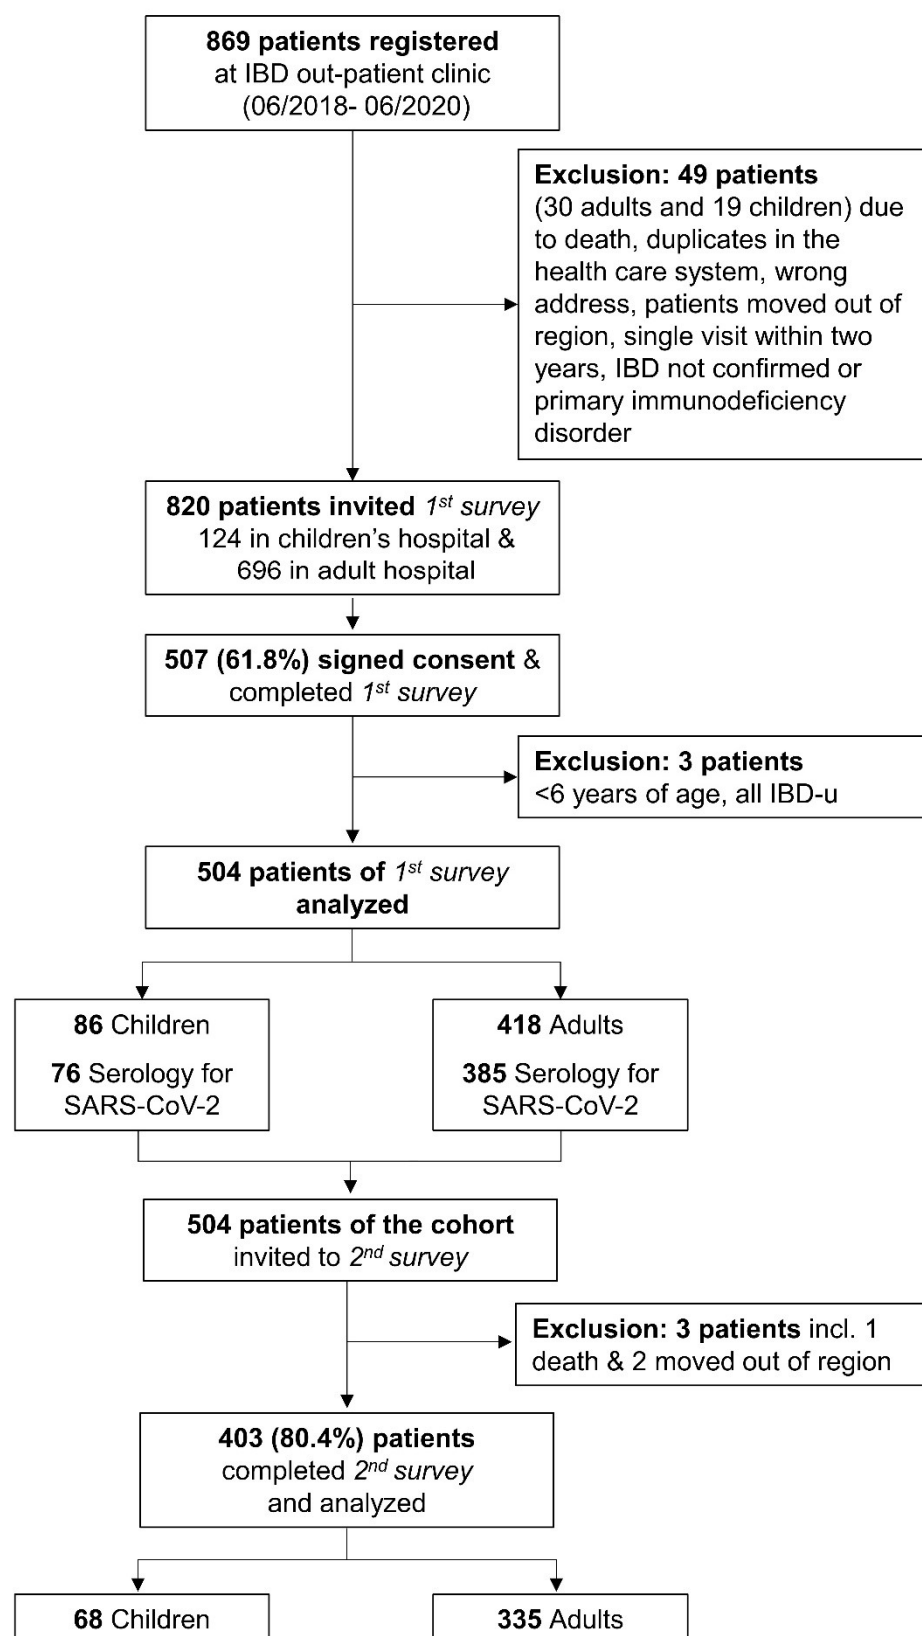 869 patients registered
at IBD out-patient clinic
(06/2018- 06/2020)
Exclusion: 49 patients
(30 adults and 19 children) due
to death, duplicates in the
health care system, wrong
address, patients moved out of
region, single visit within two
years, IBD not confirmed or
primary immunodeficiency
disorder
820 patients invited 1st survey
124 in children's hospital &
696 in adult hospital
507 (61.8%) signed consent &
completed 1st survey
Exclusion: 3 patients
<6 years of age, all IBD-u
504 patients of 1st survey
analyzed
86 Children
76 Serology for
SARS-CoV-2
418 Adults
385 Serology for
SARS-CoV-2
504 patients of the cohort
invited to 2nd survey
Exclusion: 3 patients incl. 1
death & 2 moved out of region
403 (80.4%) patients
completed 2nd survey
and analyzed
68 Children
335 Adults